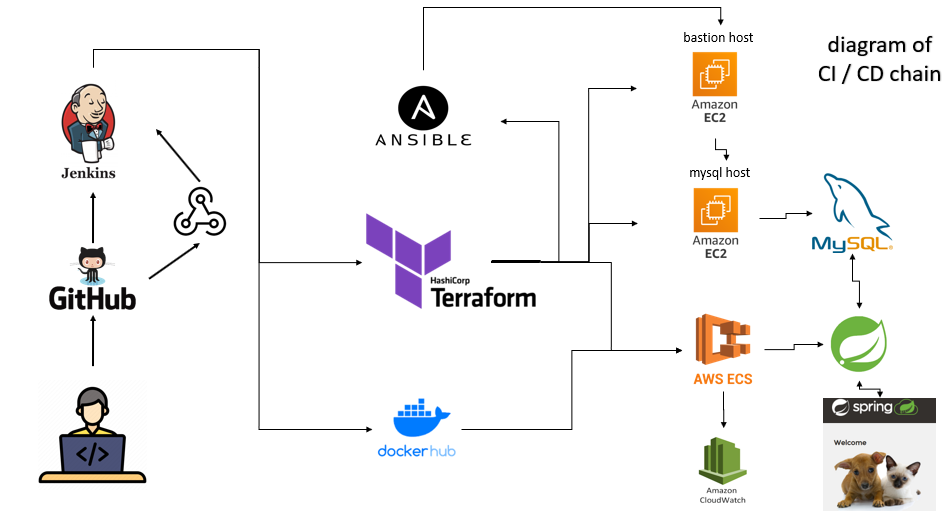 diagram of
CI / CD chain
bastion host
Amazon
EC2
Jenkins
ANSIBLE
mysql host
Amazon
EC2
MySQL®
GitHub
HashiCorp
Terraform
AWS ECS
</>
docker hub
Amazon
CloudWatch
spring
Welcome